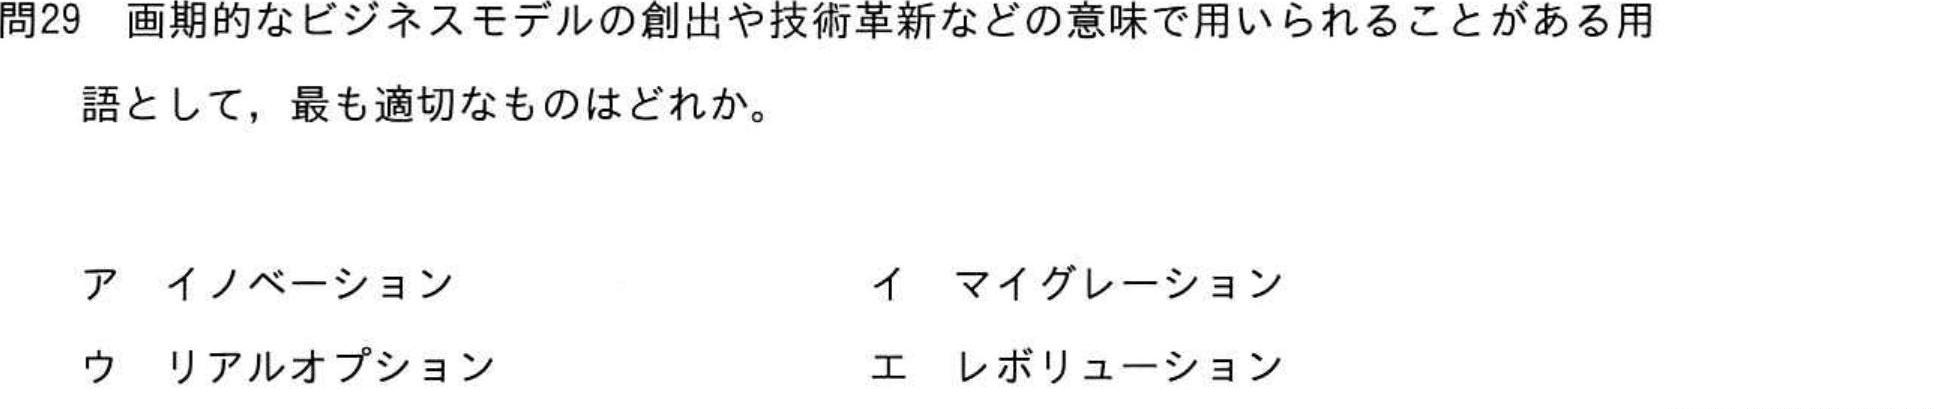 問29　画期的なビジネスモデルの創出や技術革新などの意味で用いられることがある用
語として，最も適切なものはどれか。
ア　イノベーション　イ　マイグレーション
ウ　リアルオプション　エ　レボリューション